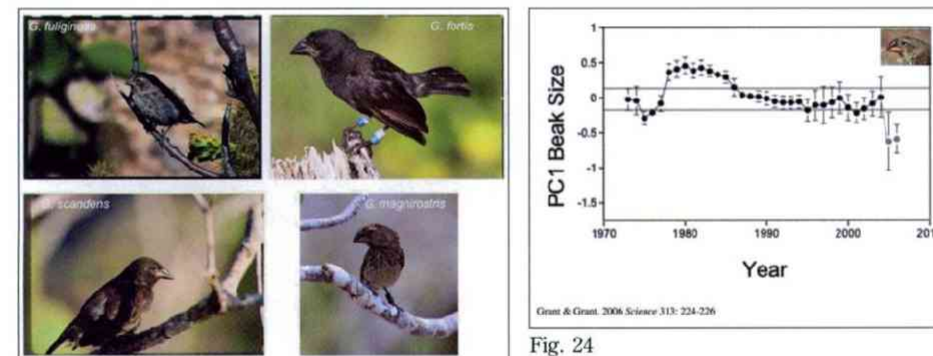 G. fuliginosa
G. fortis
G. scandens
G. magnirostris
1
0.5
0
-0.5
-1
-1.5
PC1 Beak Size
1970
1980
1990
2000
201
Year
Grant & Grant. 2006 Science 313: 224-226
Fig. 24